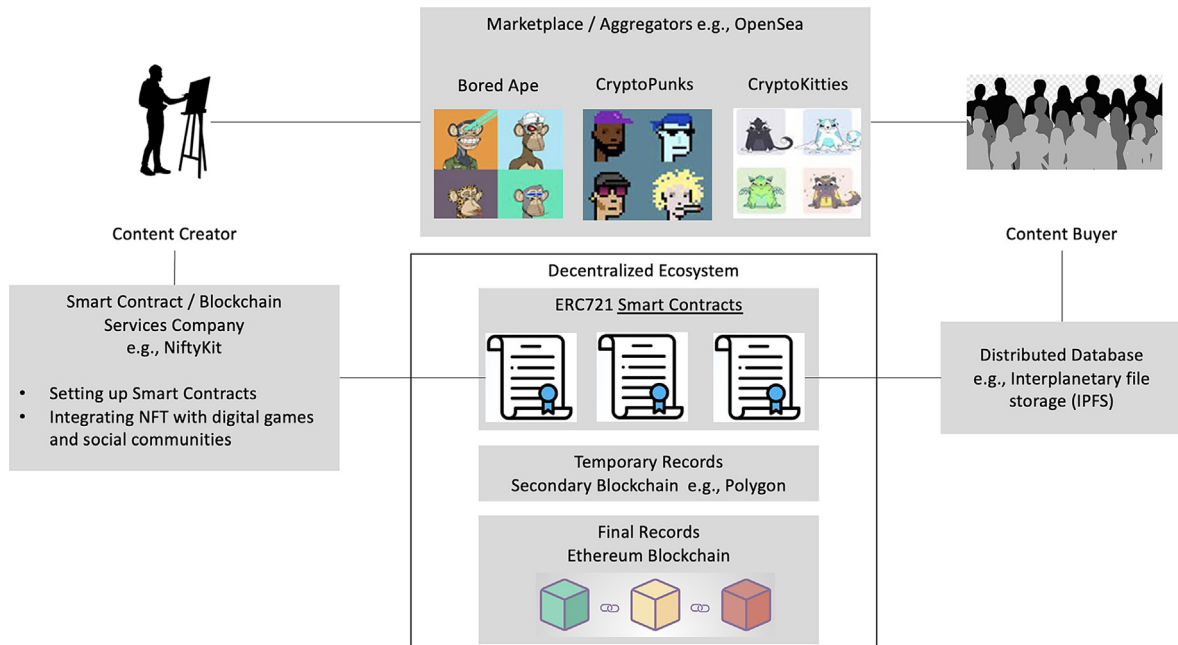 Marketplace / Aggregators e.g., OpenSea
Bored Ape
CryptoPunks
CryptoKitties
Content Creator
Content Buyer
Smart Contract / Blockchain
Services Company
e.g., NiftyKit
• Setting up Smart Contracts
• Integrating NFT with digital games
and social communities
Decentralized Ecosystem
ERC721 Smart Contracts
Temporary Records
Secondary Blockchain e.g., Polygon
Final Records
Ethereum Blockchain
Distributed Database
e.g., Interplanetary file
storage (IPFS)